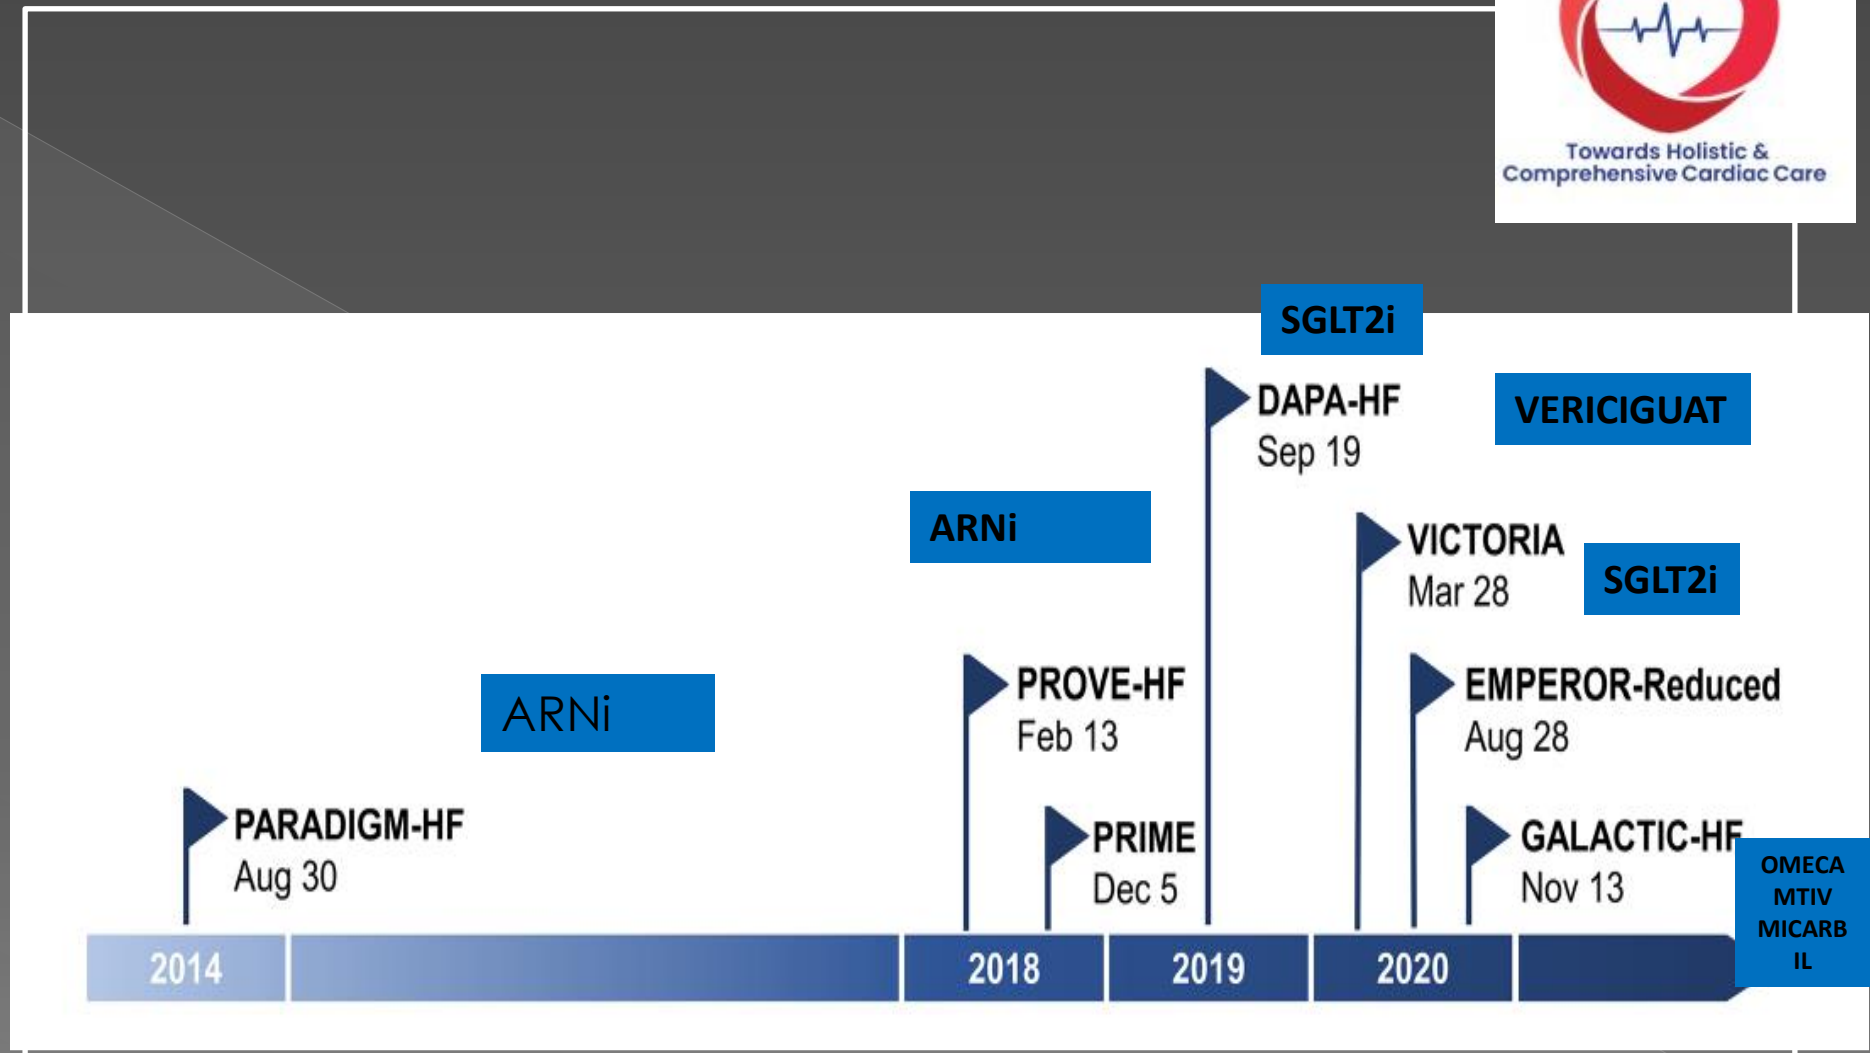 Towards Holistic &
Comprehensive Cardiac Care
SGLT2i
DAPA-HF
Sep 19
VERICIGUAT
ARNi
VICTORIA
Mar 28
SGLT2i
ARNi
PROVE-HF
Feb 13
EMPEROR-Reduced
Aug 28
PARADIGM-HF
Aug 30
PRIME
Dec 5
GALACTIC-HF
Nov 13
OMECA
MTIV
MICARB
IL
2014
2018
2019
2020